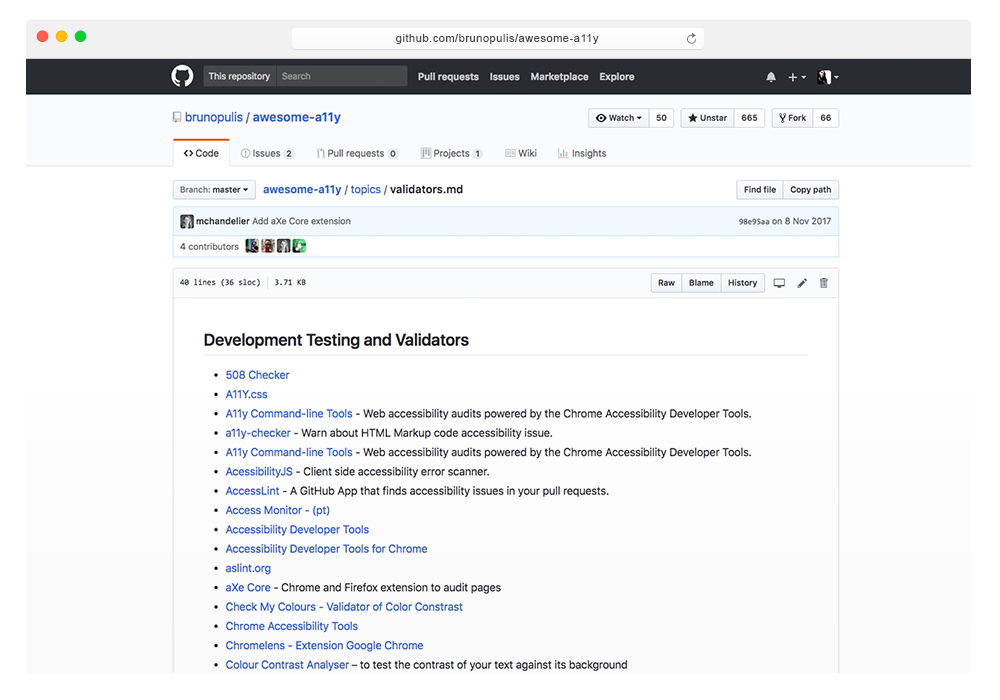 github.com/brunopulis/awesome-a11y
This repository Search Pull requests Issues Marketplace Explore
brunopulis / awesome-a11y Watch 50 Unstar 665 Fork 66
Code Issues 2 Pull requests 0 Projects 1 Wiki Insights
Branch: master awesome-a11y / topics / validators.md Find file Copy path
mchandelier Add aXe Core extension 98e95aa on 8 Nov 2017
4 contributors
40 lines (36 sloc) 3.71 KB Raw Blame History
Development Testing and Validators
• 508 Checker
• A11Y.css
• A11y Command-line Tools - Web accessibility audits powered by the Chrome Accessibility Developer Tools.
• a11y-checker - Warn about HTML Markup code accessibility issue.
• A11y Command-line Tools - Web accessibility audits powered by the Chrome Accessibility Developer Tools.
• AcessibilityJS - Client side accessibility error scanner.
• AccessLint - A GitHub App that finds accessibility issues in your pull requests.
• Access Monitor - (pt)
• Accessibility Developer Tools
• Accessibility Developer Tools for Chrome
• aslint.org
• aXe Core - Chrome and Firefox extension to audit pages
• Check My Colours - Validator of Color Constrast
• Chrome Accessibility Tools
• Chromelens - Extension Google Chrome
• Colour Contrast Analyser – to test the contrast of your text against its background